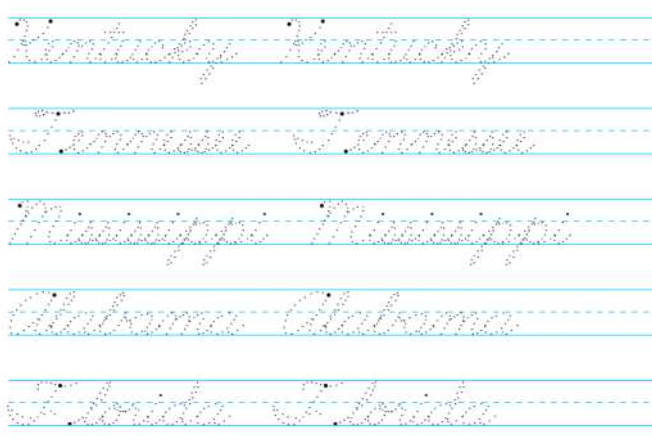 Kentucky Kentucky
Tennessee Tennessee
Mississippi Mississippi
Alabama Alabama
Florida Florida